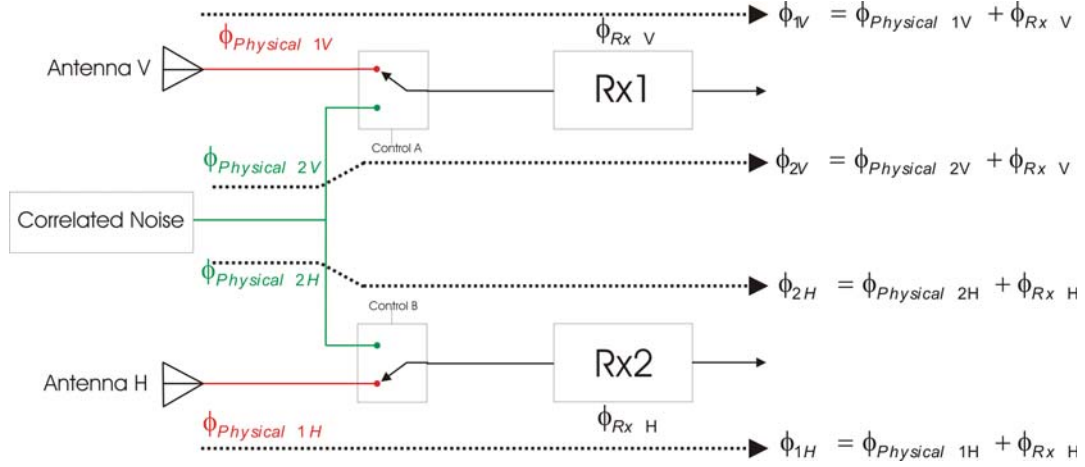 ϕPhysical 1V
ϕRx V
ϕ1V = ϕPhysical 1V + ϕRx V
Antenna V
Rx1
Control A
ϕPhysical 2V
ϕ2V = ϕPhysical 2V + ϕRx V
Correlated Noise
ϕPhysical 2H
ϕ2H = ϕPhysical 2H + ϕRx H
Control B
Antenna H
Rx2
ϕPhysical 1H
ϕRx H
ϕ1H = ϕPhysical 1H + ϕRx H